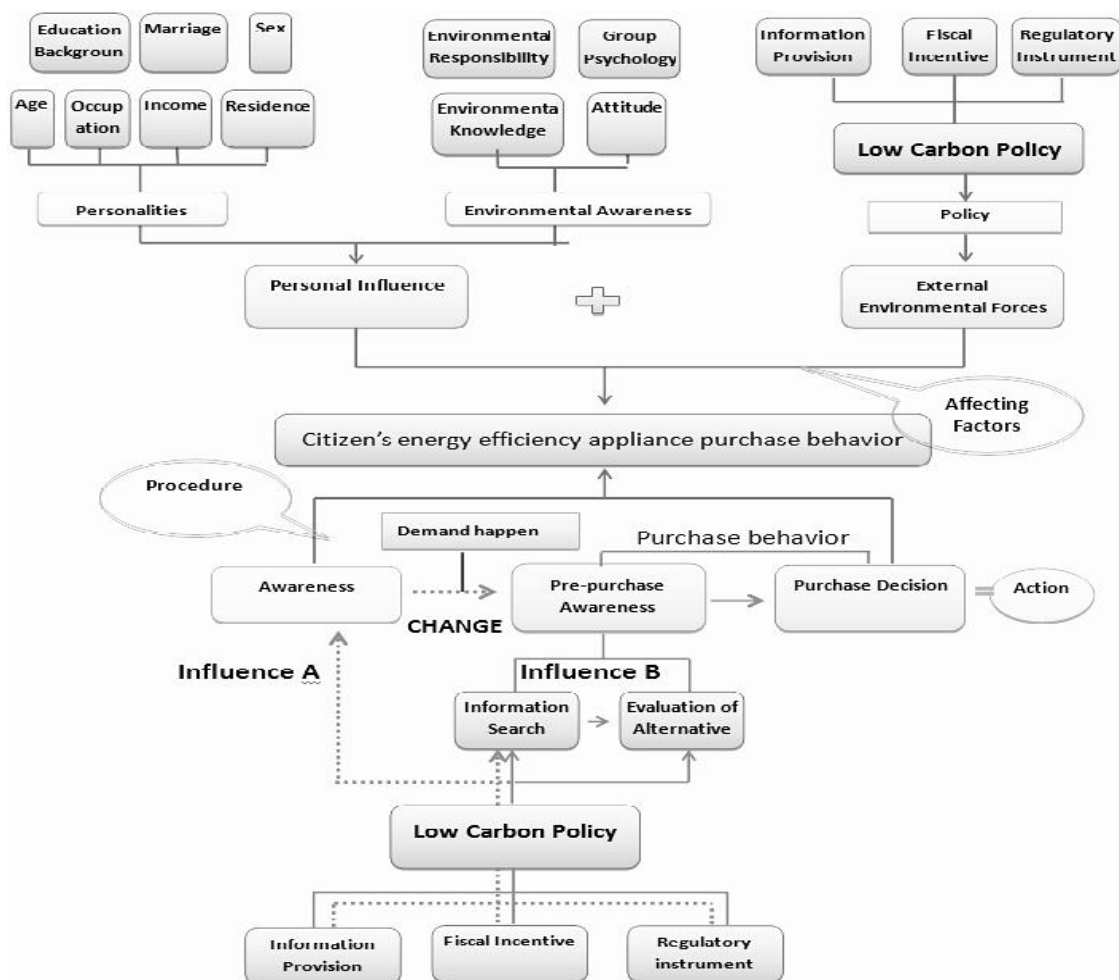 Education
Backgroun
Marriage
Sex
Environmental
Responsibility
Group
Psychology
Information
Provision
Fiscal
Incentive
Regulatory
Instrument
Age
Occup
ation
Income
Residence
Environmenta
Knowledge
Attitude
Low Carbon Policy
Personalities
Environmental Awareness
Policy
Personal Influence
External
Environmental Forces
Affecting
Factors
Citizen's energy efficiency appliance purchase behavior
Procedure
Demand happen
Purchase behavior
Awareness
Pre-purchase
Awareness
Purchase Decision
=
Action
CHANGE
Influence A
Influence B
Information
Search
Evaluation of
Alternative
Low Carbon Policy
Information
Provision
Fiscal Incentive
Regulatory
instrument